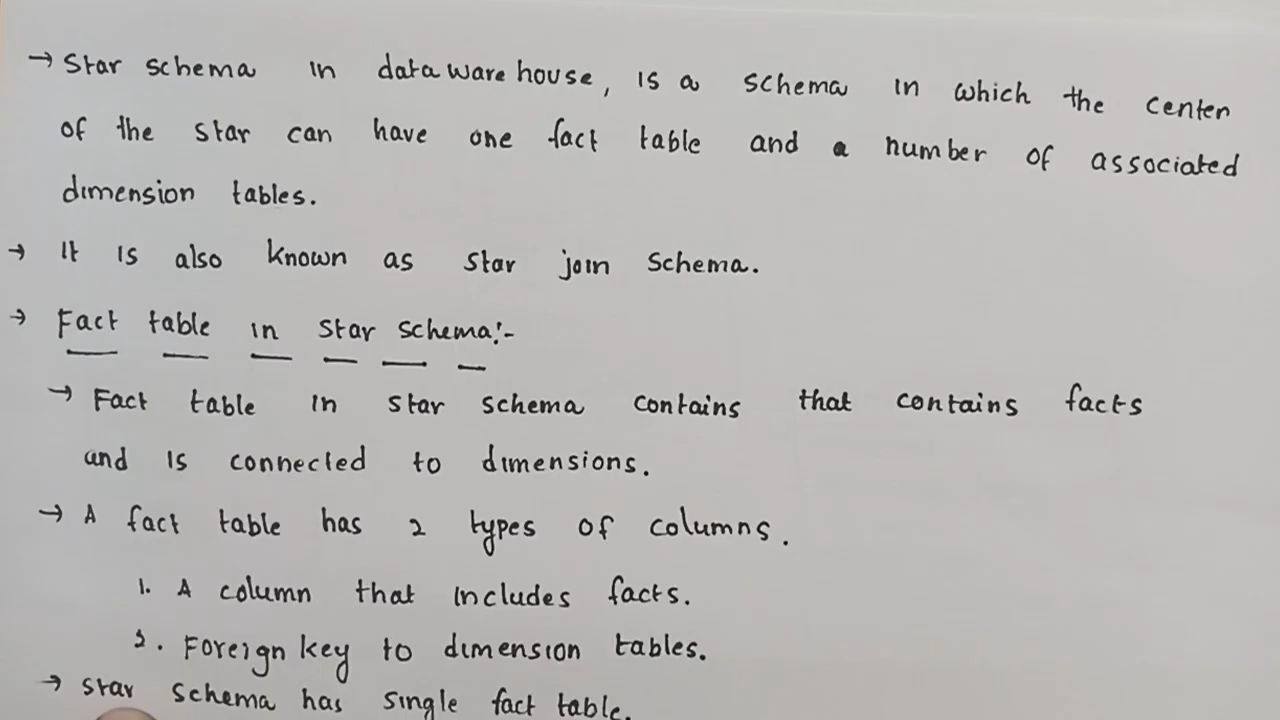 → Star schema in data ware house, is a schema in which the center
of the star can have one fact table and a number of associated
dimension tables.
→ It is also known as star join schema.
→ Fact table in star schema:-
→ Fact table in star schema contains that contains facts
and is connected to dimensions.
→ A fact table has 2 types of columns.
1. A column that includes facts.
2. Foreign key to dimension tables.
→ star schema has single fact table.